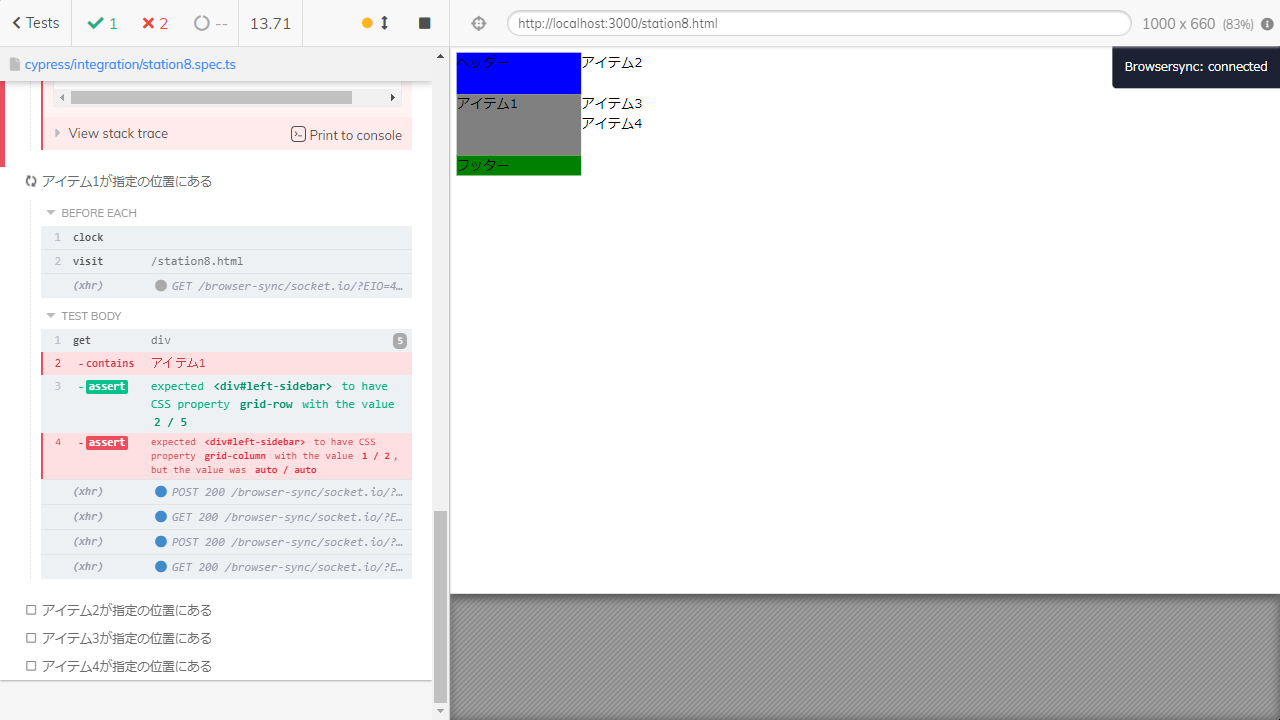 Tests
1
2
--
13.71
http://localhost:3000/station8.html
1000 x 660 (83%)
cypress/integration/station8.spec.ts
View stack trace
Print to console
アイテム1が指定の位置にある
BEFORE EACH
1 clock
2 visit /station8.html
(xhr) GET /browser-sync/socket.io/?EIO=4…
TEST BODY
1 get div 5
2 -contains アイテム1
3 -assert expected <div#left-sidebar> to have
CSS property grid-row with the value
2 / 5
4 -assert expected <div#left-sidebar> to have CSS
property grid-column with the value 1 / 2,
but the value was auto / auto
(xhr) POST 200 /browser-sync/socket.io/?…
(xhr) GET 200 /browser-sync/socket.io/?E…
(xhr) POST 200 /browser-sync/socket.io/?…
(xhr) GET 200 /browser-sync/socket.io/?E…
アイテム2が指定の位置にある
アイテム3が指定の位置にある
アイテム4が指定の位置にある
ヘッダー
アイテム2
アイテム1
アイテム3
アイテム4
フッター
Browsersync: connected